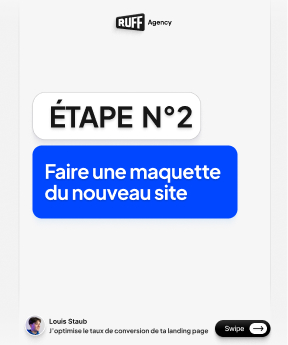 RUFF Agency
ÉTAPE N°2
Faire une maquette
du nouveau site
Louis Staub
J'optimise le taux de conversion de ta landing page
Swipe